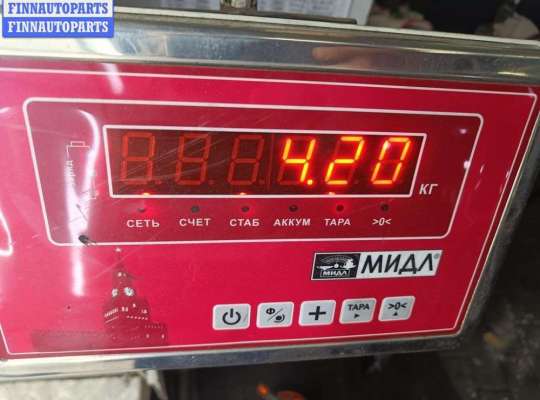 FINNAUTOPARTS
FINNAUTOPARTS
4.20
КГ
СЕТЬ СЧЕТ СТАБ АККУМ ТАРА >0<
МИДЛ МИДЛ®
Ф ТАРА >0<